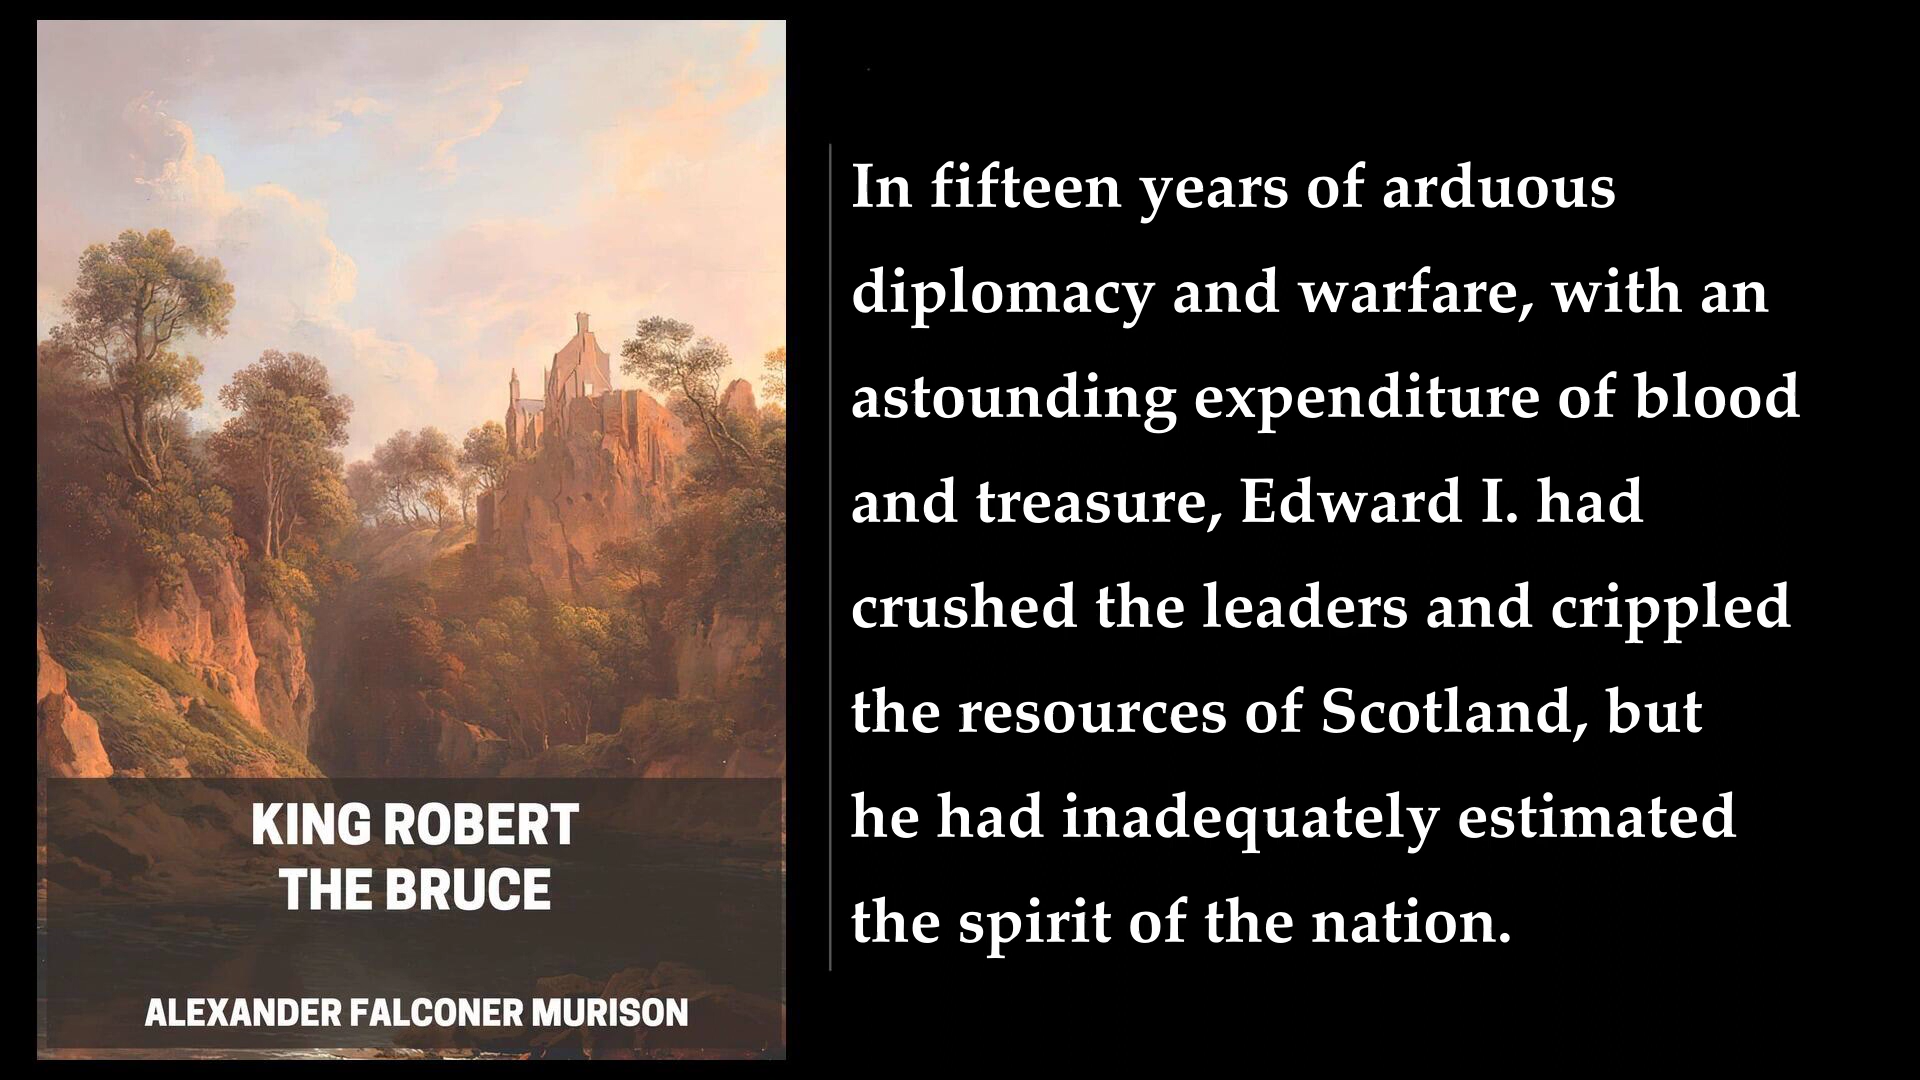 KING ROBERT
THE BRUCE
ALEXANDER FALCONER MURISON
In fifteen years of arduous
diplomacy and warfare, with an
astounding expenditure of blood
and treasure, Edward I. had
crushed the leaders and crippled
the resources of Scotland, but
he had inadequately estimated
the spirit of the nation.